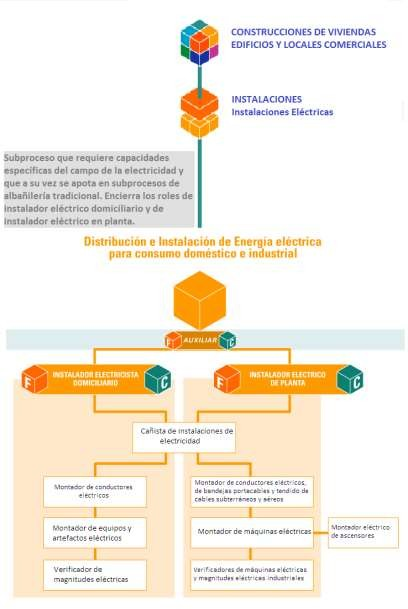 CONSTRUCCIONES DE VIVIENDAS
EDIFICIOS Y LOCALES COMERCIALES
INSTALACIONES
Instalaciones Eléctricas
Subproceso que requiere capacidades
específicas del campo de la electricidad y
que a su vez se apota en subprocesos de
albañilería tradicional. Encierra los roles de
instalador eléctrico domiciliario y de
instalador eléctrico en planta.
Distribución e Instalación de Energía eléctrica
para consumo doméstico e industrial
F AUXILIAR C
F INSTALADOR ELECTRICISTA C
DOMICILIARIO
F INSTALADOR ELECTRICO C
DE PLANTA
Cañista de instalaciones de
electricidad
Montador de conductores
eléctricos
Montador de conductores eléctricos,
de bandejas portacables y tendido de
cables subterráneos y aéreos
Montador de equipos y
artefactos eléctricos
Montador de máquinas eléctricas
Montador eléctrico
de ascensores
Verificador de
magnitudes eléctricas
Verificadores de máquinas eléctricas
y magnitudes eléctricas industriales